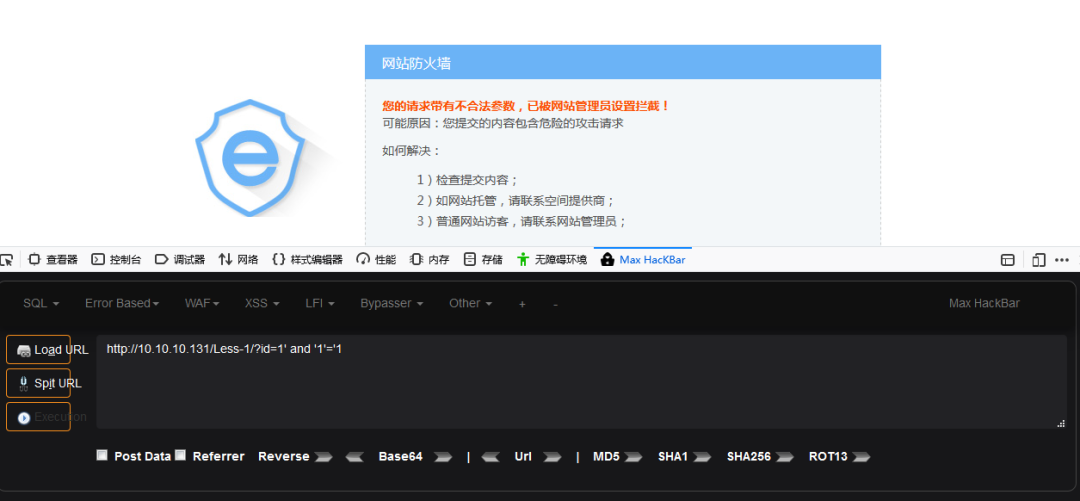 网站防火墙
您的请求带有不合法参数，已被网站管理员设置拦截！
可能原因：您提交的内容包含危险的攻击请求
如何解决：
1）检查提交内容；
2）如网站托管，请联系空间提供商；
3）普通网站访客，请联系网站管理员；
查看器 控制台 调试器 网络 {} 样式编辑器 性能 内存 存储 无障碍环境 Max HacKBar
SQL Error Based WAF XSS LFI Bypasser Other + - Max HackBar
Load URL
http://10.10.10.131/Less-1/?id=1' and '1'='1
Split URL
Execution
Post Data Referrer Reverse Base64 | Url | MD5 SHA1 SHA256 ROT13